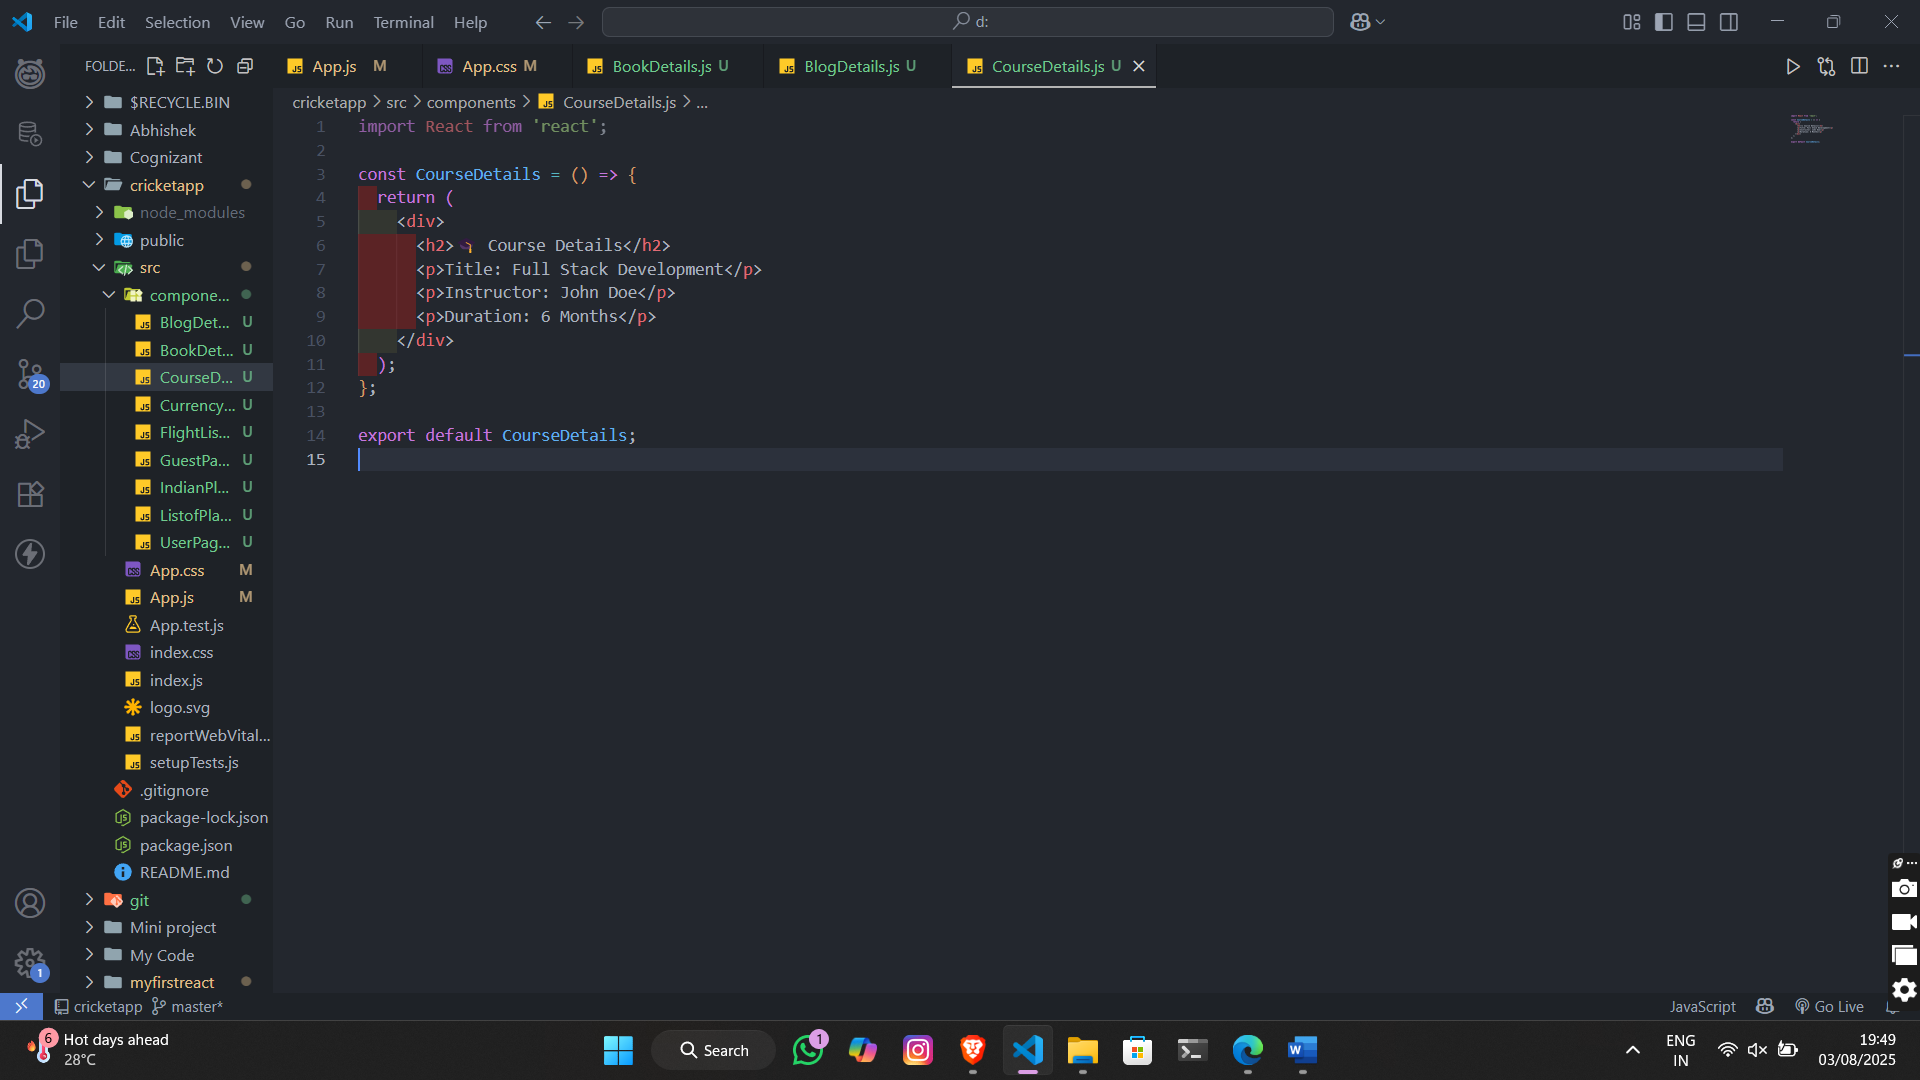 File Edit Selection View Go Run Terminal Help
d:
FOLDE...
App.js M
App.css M
BookDetails.js U
BlogDetails.js U
CourseDetails.js U
cricketapp > src > components > CourseDetails.js > ...
$RECYCLE.BIN
Abhishek
Cognizant
cricketapp
node_modules
public
src
compone...
BlogDet... U
BookDet... U
CourseD... U
Currency... U
FlightLis... U
GuestPa... U
IndianPl... U
ListofPla... U
UserPag... U
App.css M
App.js M
App.test.js
index.css
index.js
logo.svg
reportWebVital...
setupTests.js
.gitignore
package-lock.json
package.json
README.md
git
Mini project
My Code
myfirstreact
20
1
1 import React from 'react';
2
3 const CourseDetails = () => {
4 return (
5 <div>
6 <h2>🎓 Course Details</h2>
7 <p>Title: Full Stack Development</p>
8 <p>Instructor: John Doe</p>
9 <p>Duration: 6 Months</p>
10 </div>
11 );
12 };
13
14 export default CourseDetails;
15
cricketapp master*
JavaScript
Go Live
6
Hot days ahead
28°C
Search
1
ENG
IN
19:49
03/08/2025